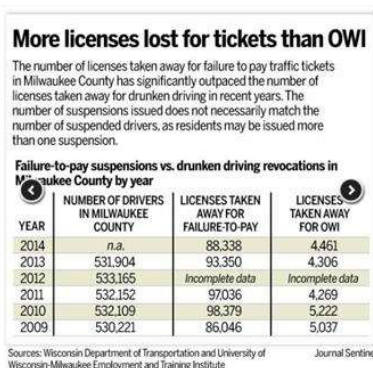 More licenses lost for tickets than OWI
The number of licenses taken away for failure to pay traffic tickets
in Milwaukee County has significantly outpaced the number of
licenses taken away for drunken driving in recent years. The
number of suspensions issued does not necessarily match the
number of suspended drivers, as residents may be issued more
than one suspension.
Failure-to-pay suspensions vs. drunken driving revocations in
County by year
YEAR NUMBER OF DRIVERS IN MILWAUKEE COUNTY LICENSES TAKEN AWAY FOR FAILURE-TO-PAY LICENSES TAKEN AWAY FOR OWI
2014 n.a. 88,338 4,461
2013 531,904 93,350 4,306
2012 533,165 Incomplete data Incomplete data
2011 532,152 97,036 4,269
2010 532,109 98,379 5,222
2009 530,221 86,046 5,037
Sources: Wisconsin Department of Transportation and University of Journal Sentine
Wisconsin-Milwaukee Employment and Training Institute